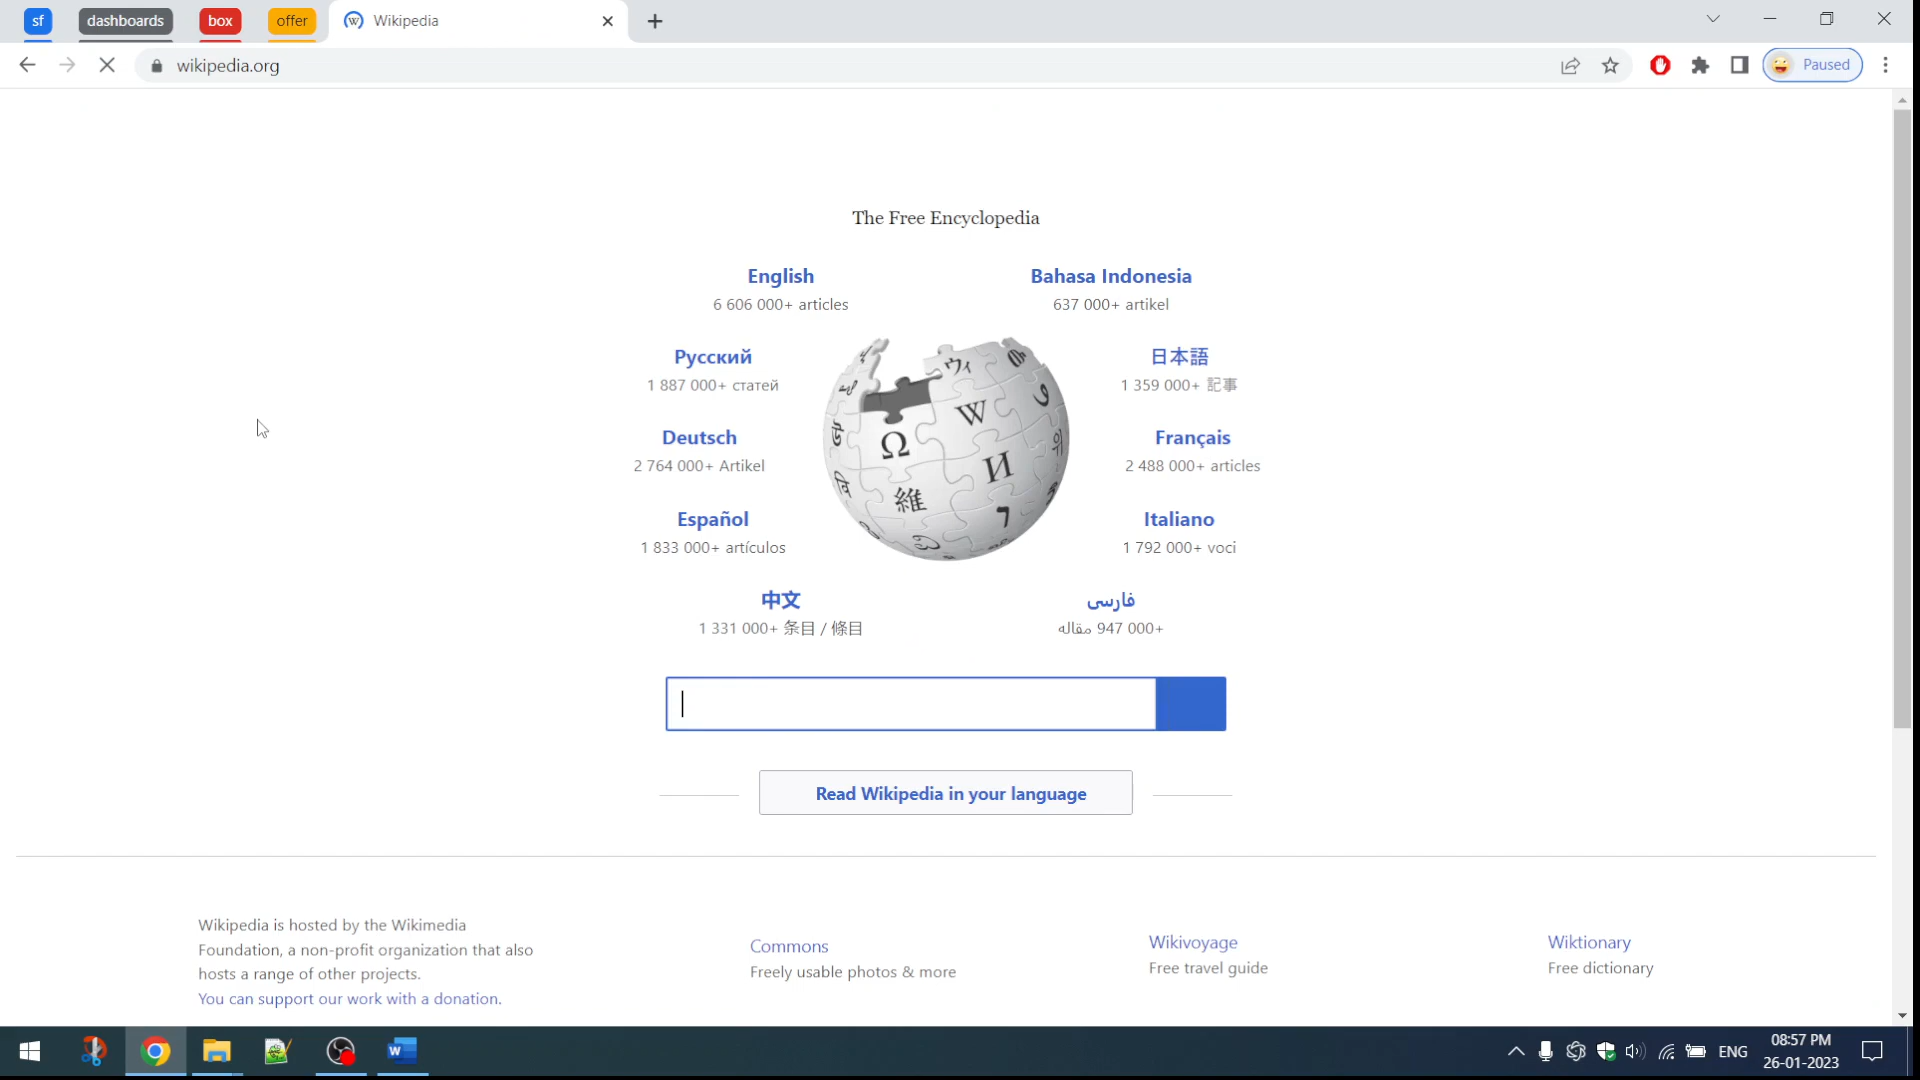 sf
dashboards
box
offer
Wikipedia
wikipedia.org
Paused
The Free Encyclopedia
English
6 606 000+ articles
Bahasa Indonesia
637 000+ artikel
Русский
1 887 000+ статей
日本語
1 359 000+ 記事
Deutsch
2 764 000+ Artikel
Français
2 488 000+ articles
Español
1 833 000+ artículos
Italiano
1 792 000+ voci
中文
1 331 000+ 条目 / 條目
فارسی
947 000+ مقاله
Ω
W
И
維
ウィ
Read Wikipedia in your language
Wikipedia is hosted by the Wikimedia
Foundation, a non-profit organization that also
hosts a range of other projects.
You can support our work with a donation.
Commons
Freely usable photos & more
Wikivoyage
Free travel guide
Wiktionary
Free dictionary
ENG
08:57 PM
26-01-2023